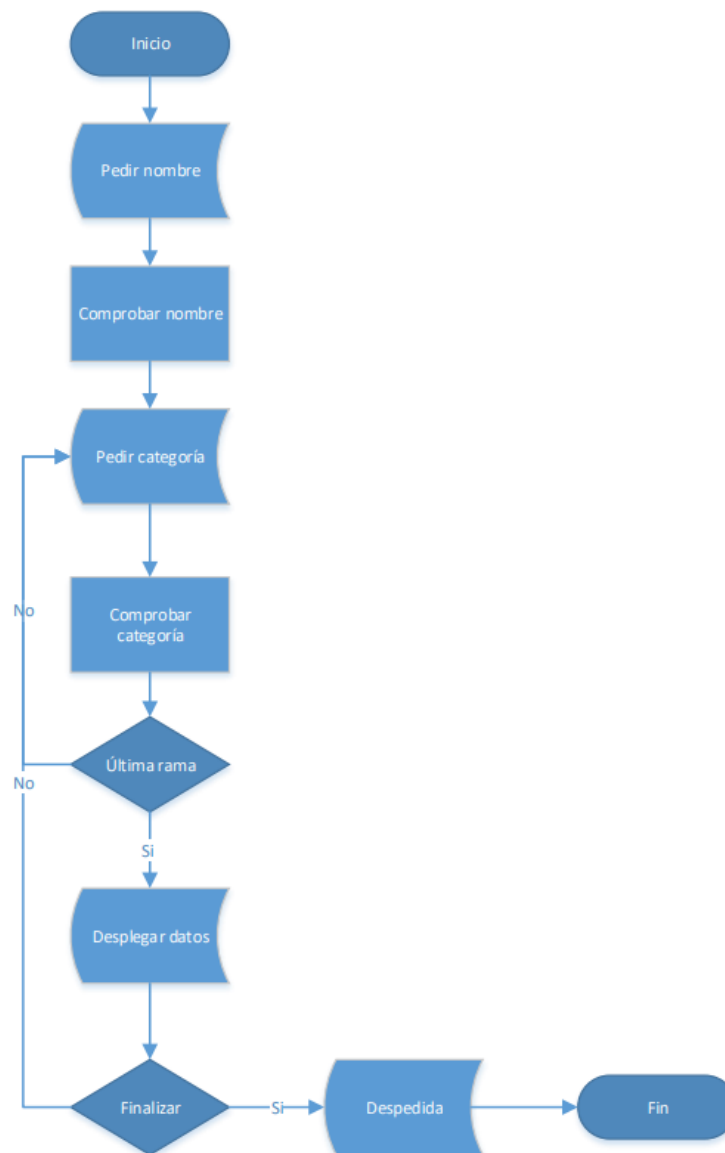 Inicio
Pedir nombre
Comprobar nombre
Pedir categoría
No
Comprobar
categoría
Última rama
No
Si
Desplegar datos
Finalizar
Si
Despedida
Fin